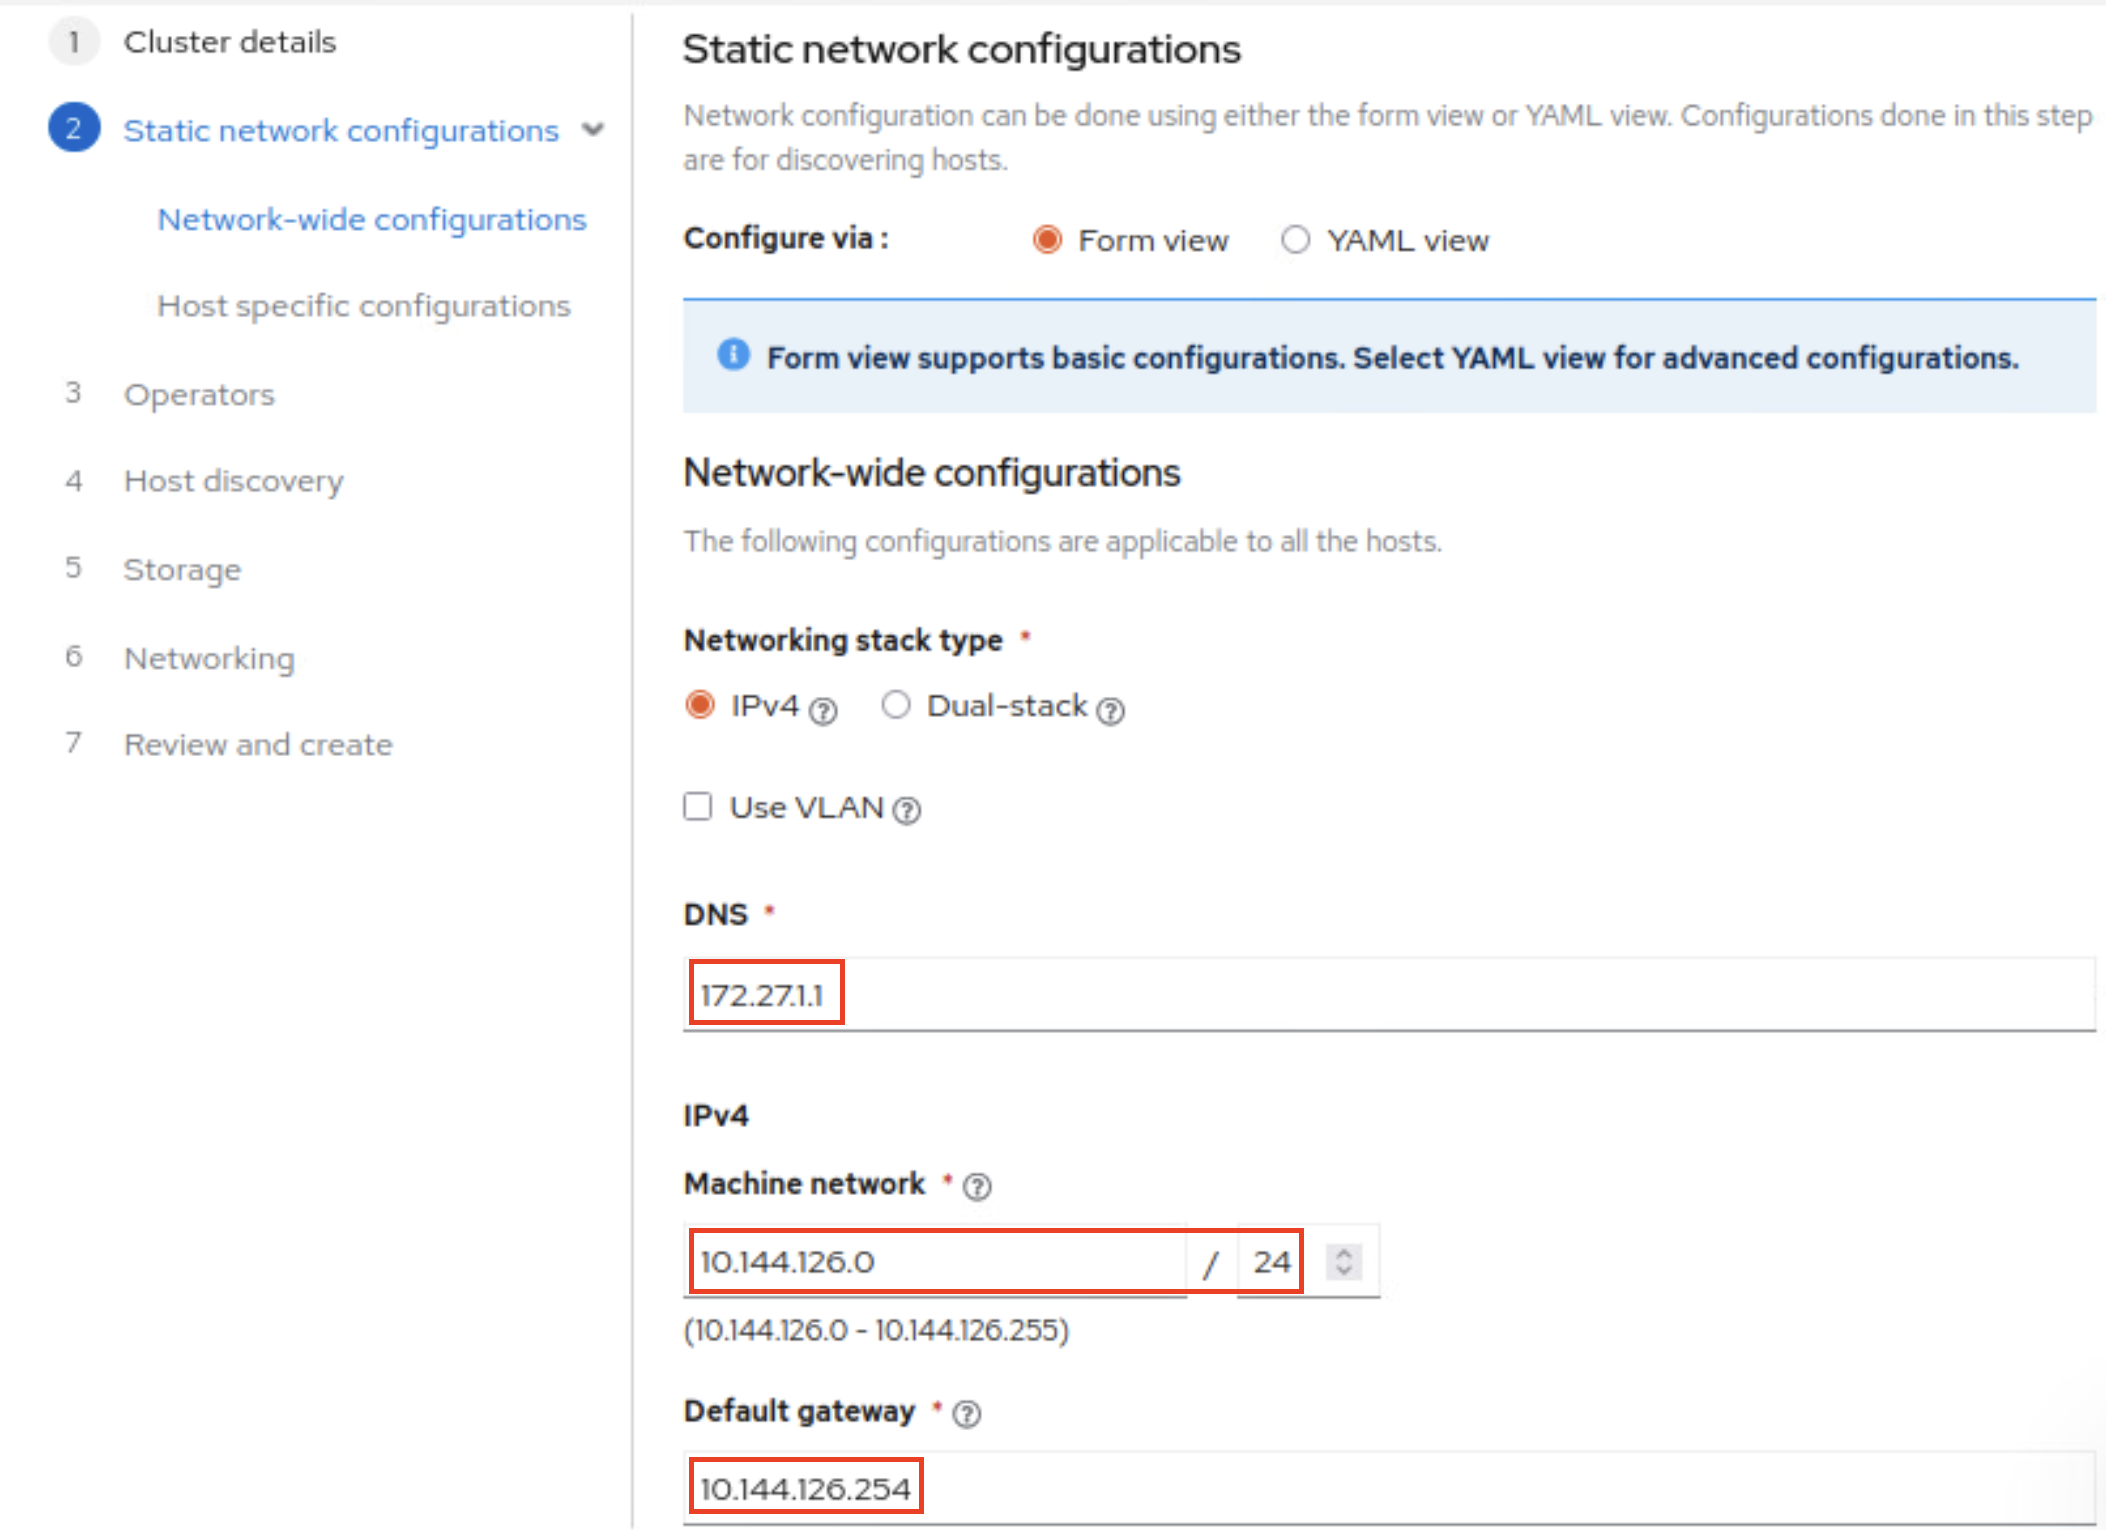 1 Cluster details
2 Static network configurations
Network-wide configurations
Host specific configurations
3 Operators
4 Host discovery
5 Storage
6 Networking
7 Review and create
Static network configurations
Network configuration can be done using either the form view or YAML view. Configurations done in this step
are for discovering hosts.
Configure via : Form view YAML view
Form view supports basic configurations. Select YAML view for advanced configurations.
Network-wide configurations
The following configurations are applicable to all the hosts.
Networking stack type *
IPv4 Dual-stack
Use VLAN
DNS *
172.27.1.1
IPv4
Machine network *
10.144.126.0 / 24
(10.144.126.0 - 10.144.126.255)
Default gateway *
10.144.126.254